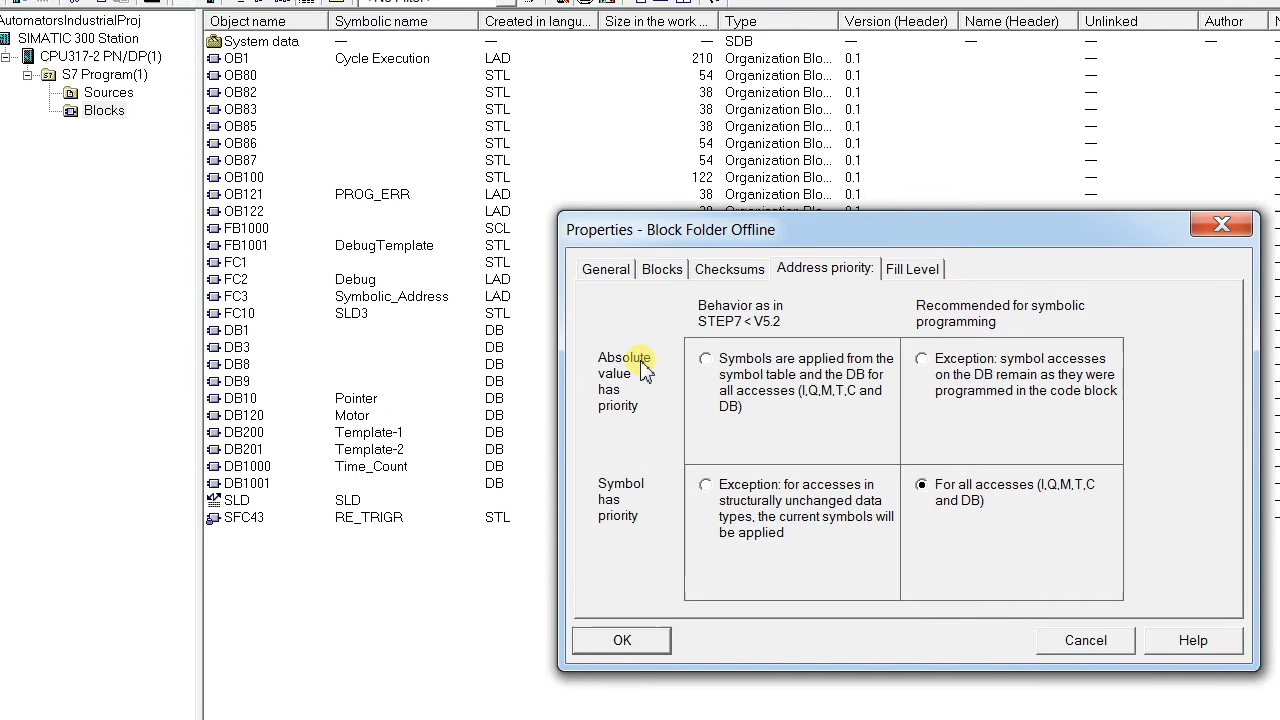 AutomatorsIndustrialProj
SIMATIC 300 Station
CPU317-2 PN/DP(1)
S7 Program(1)
Sources
Blocks
Object name Symbolic name Created in langu... Size in the work ... Type Version (Header) Name (Header) Unlinked Author
System data — — — SDB — — — —
OB1 Cycle Execution LAD 210 Organization Blo... 0.1 —
OB80 STL 54 Organization Blo... 0.1 —
OB82 STL 38 Organization Blo... 0.1 —
OB83 STL 38 Organization Blo... 0.1 —
OB85 STL 38 Organization Blo... 0.1 —
OB86 STL 54 Organization Blo... 0.1 —
OB87 STL 54 Organization Blo... 0.1 —
OB100 STL 122 Organization Blo... 0.1 —
OB121 PROG_ERR LAD 38 Organization Blo... 0.1 —
OB122 LAD
FB1000 SCL
FB1001 DebugTemplate STL
FC1 STL
FC2 Debug LAD
FC3 Symbolic_Address LAD
FC10 SLD3 STL
DB1 DB
DB3 DB
DB8 DB
DB9 DB
DB10 Pointer DB
DB120 Motor DB
DB200 Template-1 DB
DB201 Template-2 DB
DB1000 Time_Count DB
DB1001 DB
SLD SLD
SFC43 RE_TRIGR STL
Properties - Block Folder Offline
General Blocks Checksums Address priority: Fill Level
Behavior as in
STEP7 < V5.2
Recommended for symbolic
programming
Absolute
value
has
priority
Symbols are applied from the
symbol table and the DB for
all accesses (I,Q,M,T,C and
DB)
Exception: symbol accesses
on the DB remain as they were
programmed in the code block
Symbol
has
priority
Exception: for accesses in
structurally unchanged data
types, the current symbols will
be applied
For all accesses (I,Q,M,T,C
and DB)
OK Cancel Help